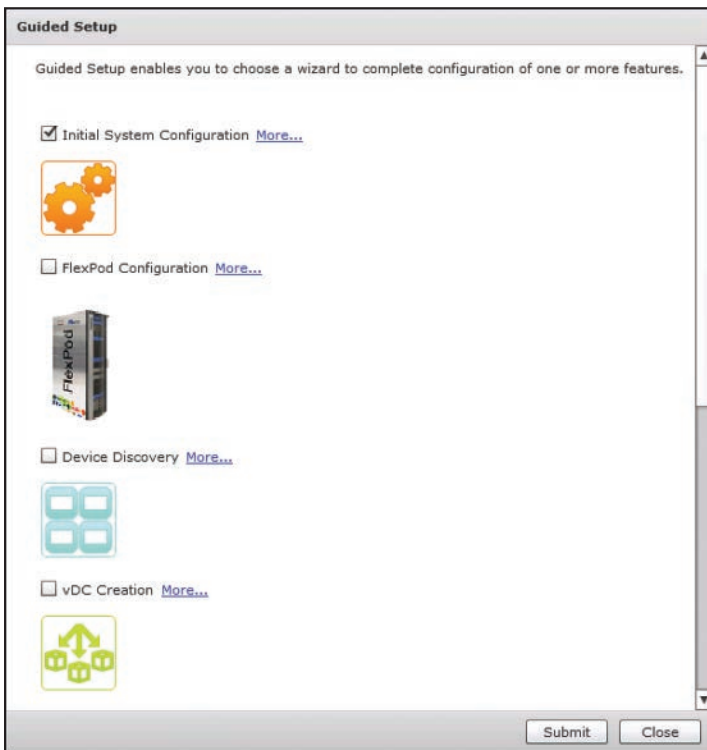 Guided Setup
Guided Setup enables you to choose a wizard to complete configuration of one or more features.
Initial System Configuration More...
FlexPod Configuration More...
FlexPod
Device Discovery More...
vDC Creation More...
Submit Close